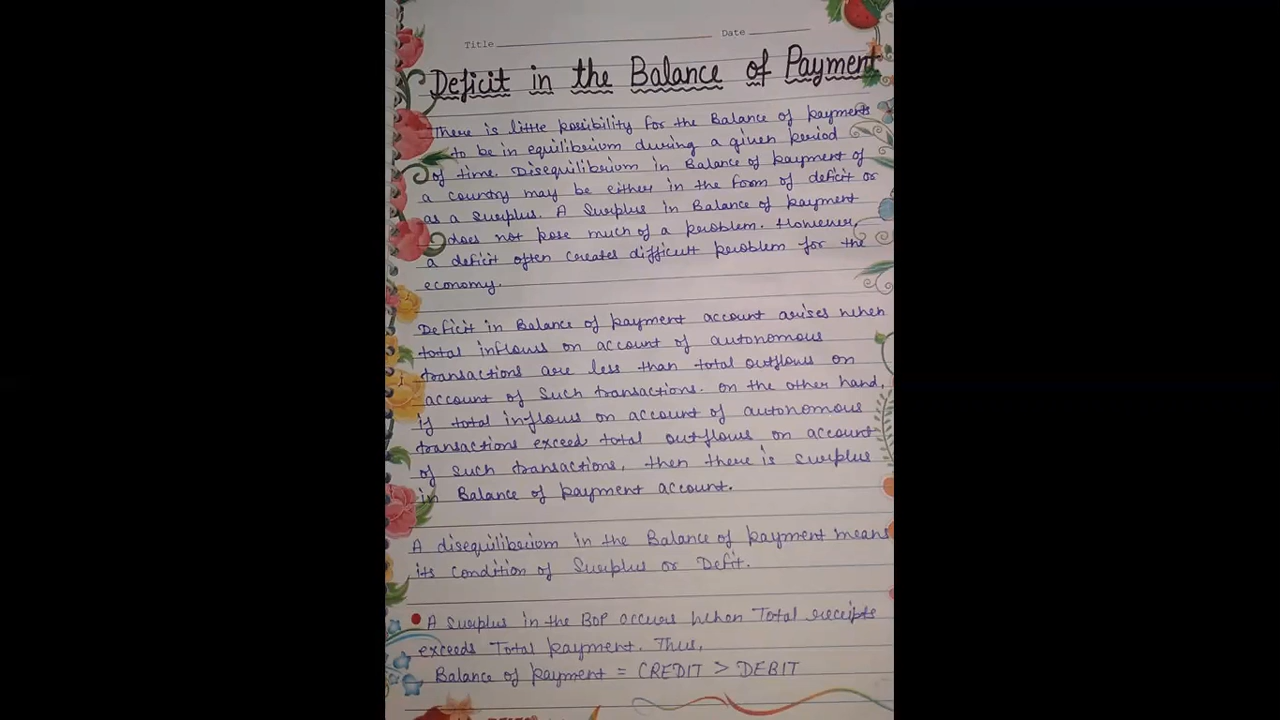 Title
Date
Deficit in the Balance of Payment
There is little possibility for the Balance of payments
to be in equilibrium during a given period
of time. Disequilibrium in Balance of payment of
a country may be either in the form of deficit or
as a surplus. A surplus in Balance of payment
does not pose much of a problem. However,
a deficit often creates difficult problem for the
economy.
Deficit in Balance of payment account arises when
total inflows on account of autonomous
transactions are less than total outflows on
account of such transactions. on the other hand,
if total inflows on account of autonomous
transactions exceed total outflows on account
of such transactions, then there is surplus
in Balance of payment account.
A disequilibriom in the Balance of payment means
its condition of Surplus or Defit.
A surplus in the BOP occurs when Total receipts
exceeds Total payment. Thus,
Balance of payment = CREDIT > DEBIT